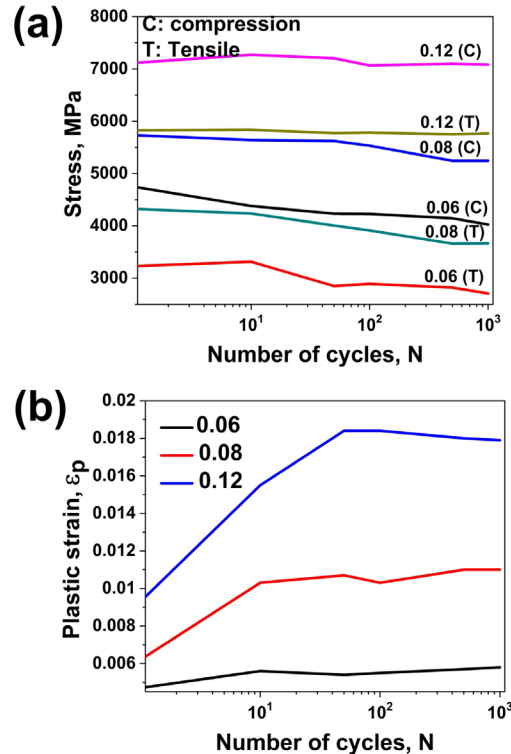 (a)
C: compression
T: Tensile
8000
7000
6000
5000
4000
3000
Stress, MPa
0.12 (C)
0.12 (T)
0.08 (C)
0.06 (C)
0.08 (T)
0.06 (T)
10¹ 10² 10³
Number of cycles, N
(b)
0.02
0.018
0.016
0.014
0.012
0.011
0.01
0.008
0.006
Plastic strain, εp
0.06
0.08
0.12
10¹ 10² 10³
Number of cycles, N